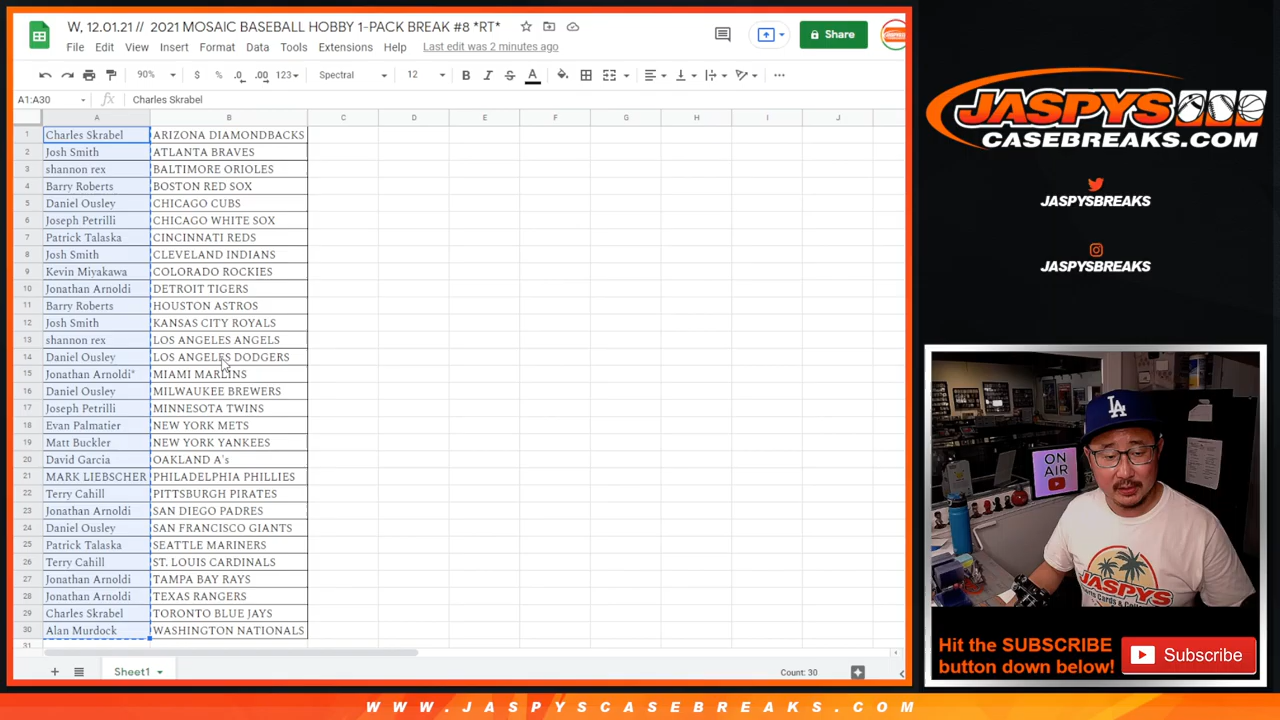 W, 12.01.21 // 2021 MOSAIC BASEBALL HOBBY 1-PACK BREAK #8 *RT*
File Edit View Insert Format Data Tools Extensions Help Last edit was 2 minutes ago
Share
90% $ % .0 .00 123 Spectral 12 B I S A
A1:A30 Charles Skrabel
A B C D E F G H I J
1 Charles Skrabel ARIZONA DIAMONDBACKS
2 Josh Smith ATLANTA BRAVES
3 shannon rex BALTIMORE ORIOLES
4 Barry Roberts BOSTON RED SOX
5 Daniel Ousley CHICAGO CUBS
6 Joseph Petrilli CHICAGO WHITE SOX
7 Patrick Talaska CINCINNATI REDS
8 Josh Smith CLEVELAND INDIANS
9 Kevin Miyakawa COLORADO ROCKIES
10 Jonathan Arnoldi DETROIT TIGERS
11 Barry Roberts HOUSTON ASTROS
12 Josh Smith KANSAS CITY ROYALS
13 shannon rex LOS ANGELES ANGELS
14 Daniel Ousley LOS ANGELES DODGERS
15 Jonathan Arnoldi* MIAMI MARLINS
16 Daniel Ousley MILWAUKEE BREWERS
17 Joseph Petrilli MINNESOTA TWINS
18 Evan Palmatier NEW YORK METS
19 Matt Buckler NEW YORK YANKEES
20 David Garcia OAKLAND A's
21 MARK LIEBSCHER PHILADELPHIA PHILLIES
22 Terry Cahill PITTSBURGH PIRATES
23 Jonathan Arnoldi SAN DIEGO PADRES
24 Daniel Ousley SAN FRANCISCO GIANTS
25 Patrick Talaska SEATTLE MARINERS
26 Terry Cahill ST. LOUIS CARDINALS
27 Jonathan Arnoldi TAMPA BAY RAYS
28 Jonathan Arnoldi TEXAS RANGERS
29 Charles Skrabel TORONTO BLUE JAYS
30 Alan Murdock WASHINGTON NATIONALS
31
Sheet1
Count: 30
JASPYS
CASEBREAKS.COM
JASPYSBREAKS
JASPYSBREAKS
LA
ON
AIR
JASPYS
Hit the SUBSCRIBE
button down below!
Subscribe
WWW.JASPYSCASEBREAKS.COM